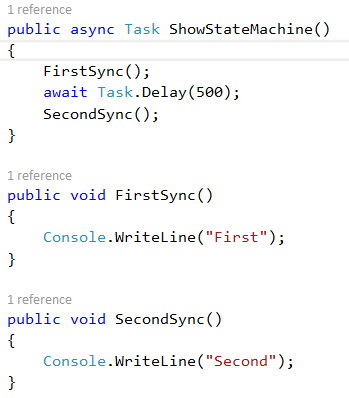 1 reference
public async Task ShowStateMachine()
{
    FirstSync();
    await Task.Delay(500);
    SecondSync();
}
1 reference
public void FirstSync()
{
    Console.WriteLine("First");
}
1 reference
public void SecondSync()
{
    Console.WriteLine("Second");
}